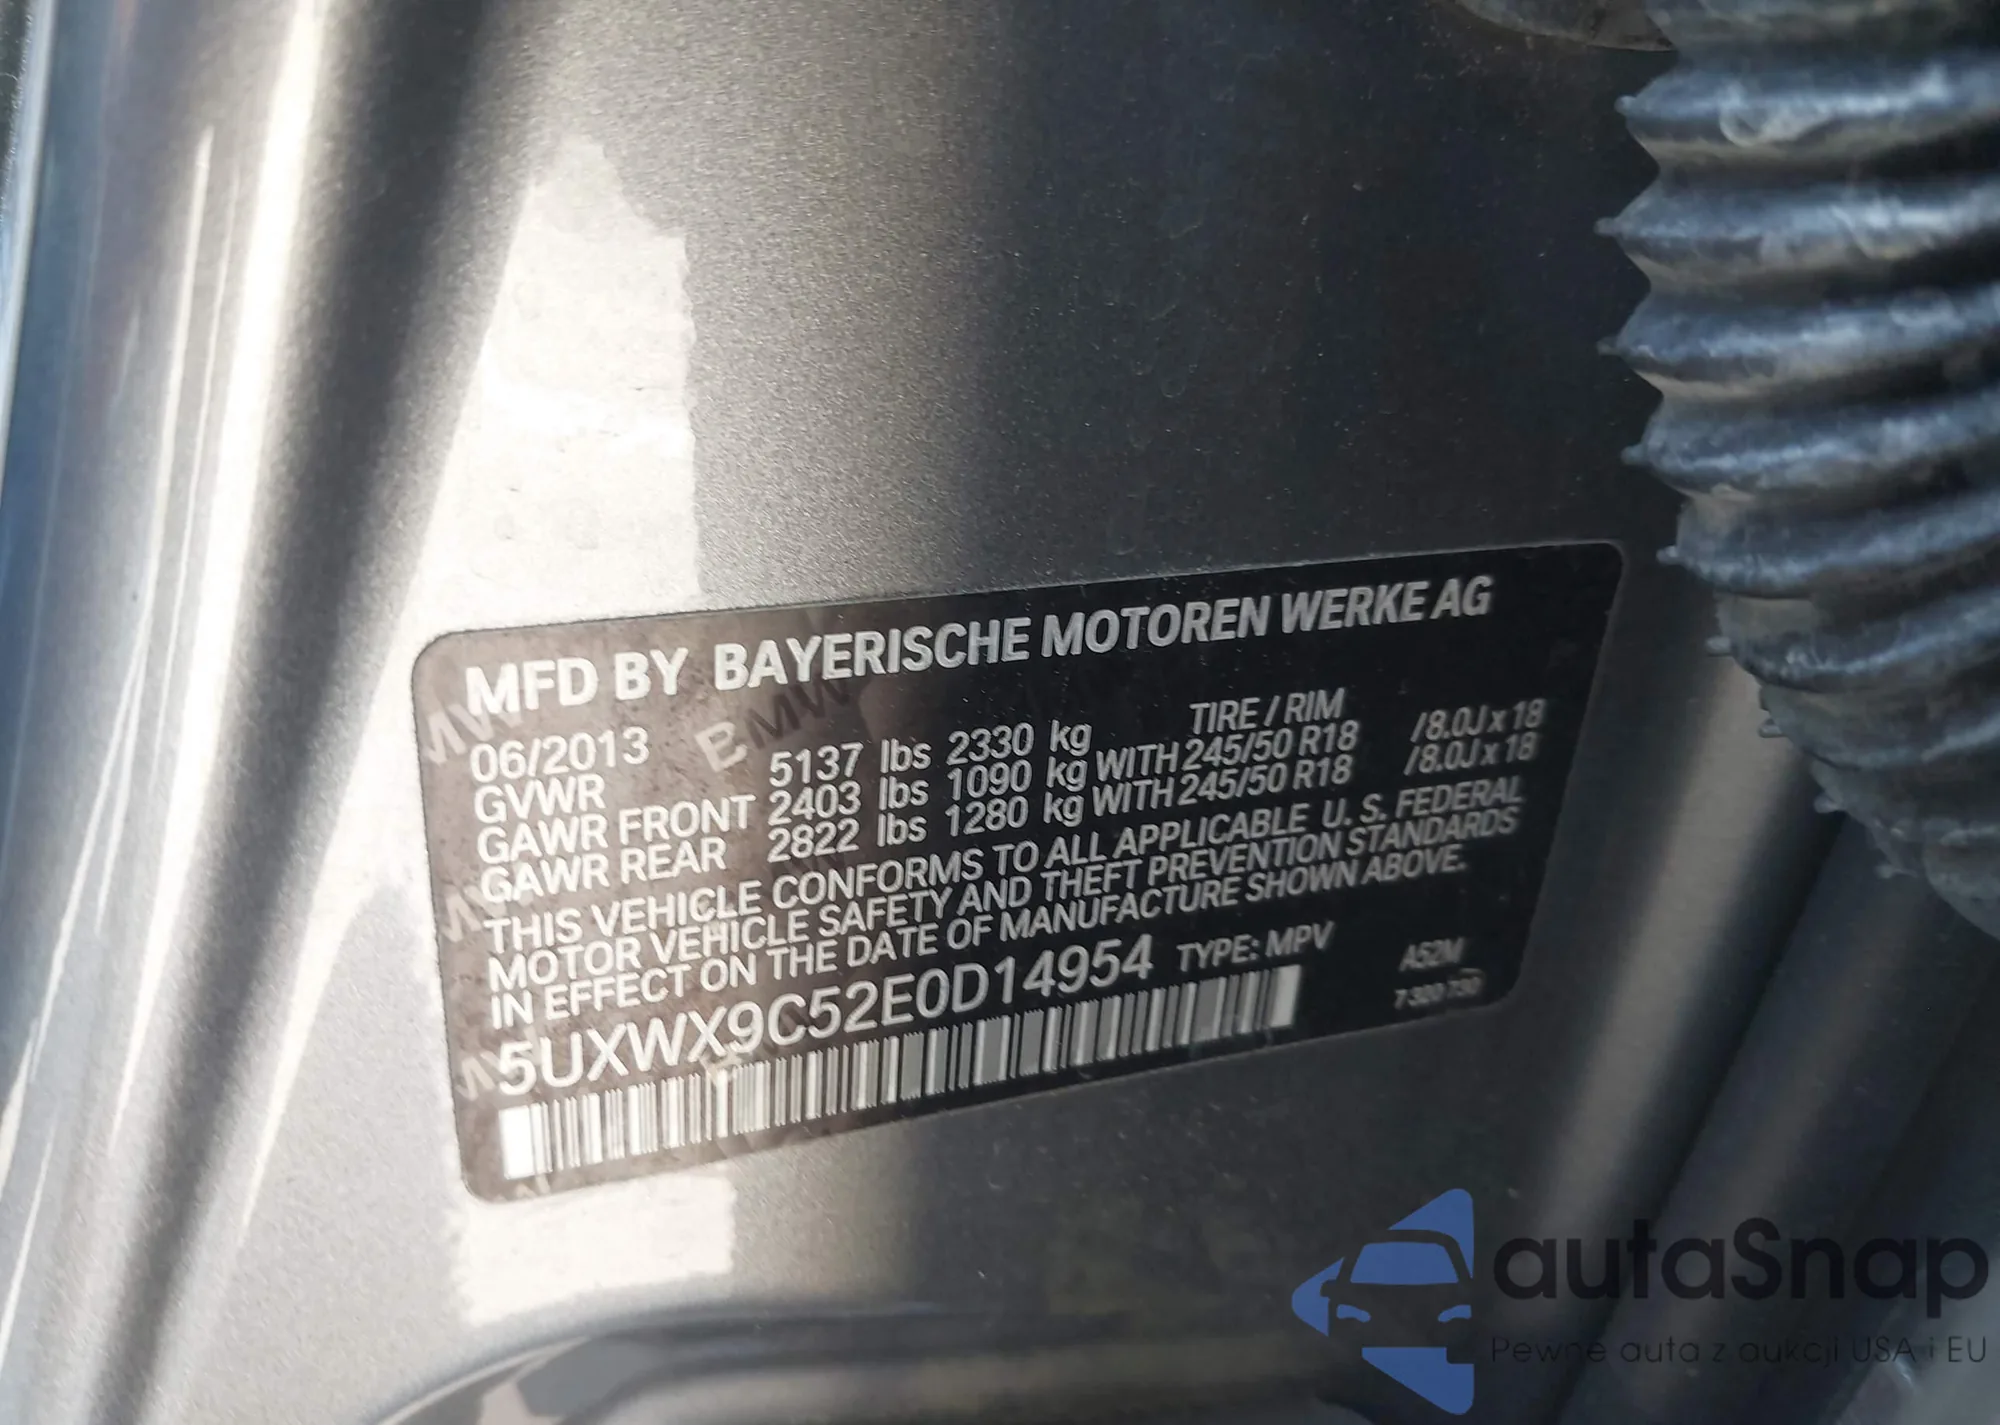 MFD BY BAYERISCHE MOTOREN WERKE AG
06/2013 TIRE / RIM
GVWR 5137 lbs 2330 kg
GAWR FRONT 2403 lbs 1090 kg WITH 245/50 R18 /8.0J x 18
GAWR REAR 2822 lbs 1280 kg WITH 245/50 R18 /8.0J x 18
THIS VEHICLE CONFORMS TO ALL APPLICABLE U. S. FEDERAL
MOTOR VEHICLE SAFETY AND THEFT PREVENTION STANDARDS
IN EFFECT ON THE DATE OF MANUFACTURE SHOWN ABOVE.
5UXWX9C52E0D14954 TYPE: MPV A52M
7 300 730
autaSnap
Pewne auta z aukcji USA i EU